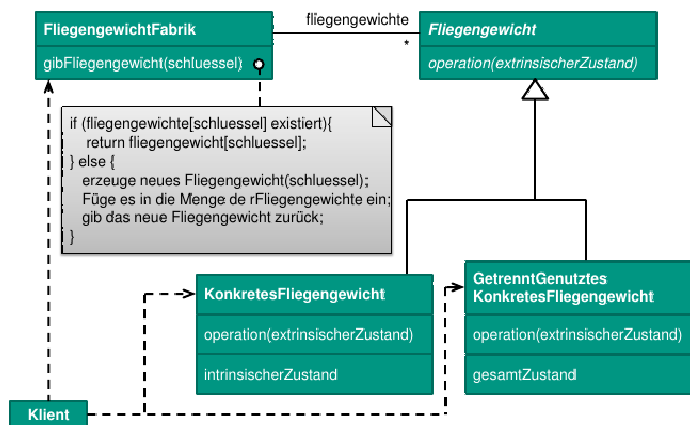 FliegengewichtFabrik
gibFliegengewicht(schluessel)
fliegengewichte
*
Fliegengewicht
operation(extrinsischerZustand)
if (fliegengewichte[schluessel] existiert){
return fliegengewicht[schluessel];
} else {
erzeuge neues Fliegengewicht(schluessel);
Füge es in die Menge de rFliegengewichte ein;
gib das neue Fliegengewicht zurück;
}
KonkretesFliegengewicht
operation(extrinsischerZustand)
intrinsischerZustand
GetrenntGenutztes
KonkretesFliegengewicht
operation(extrinsischerZustand)
gesamtZustand
Klient